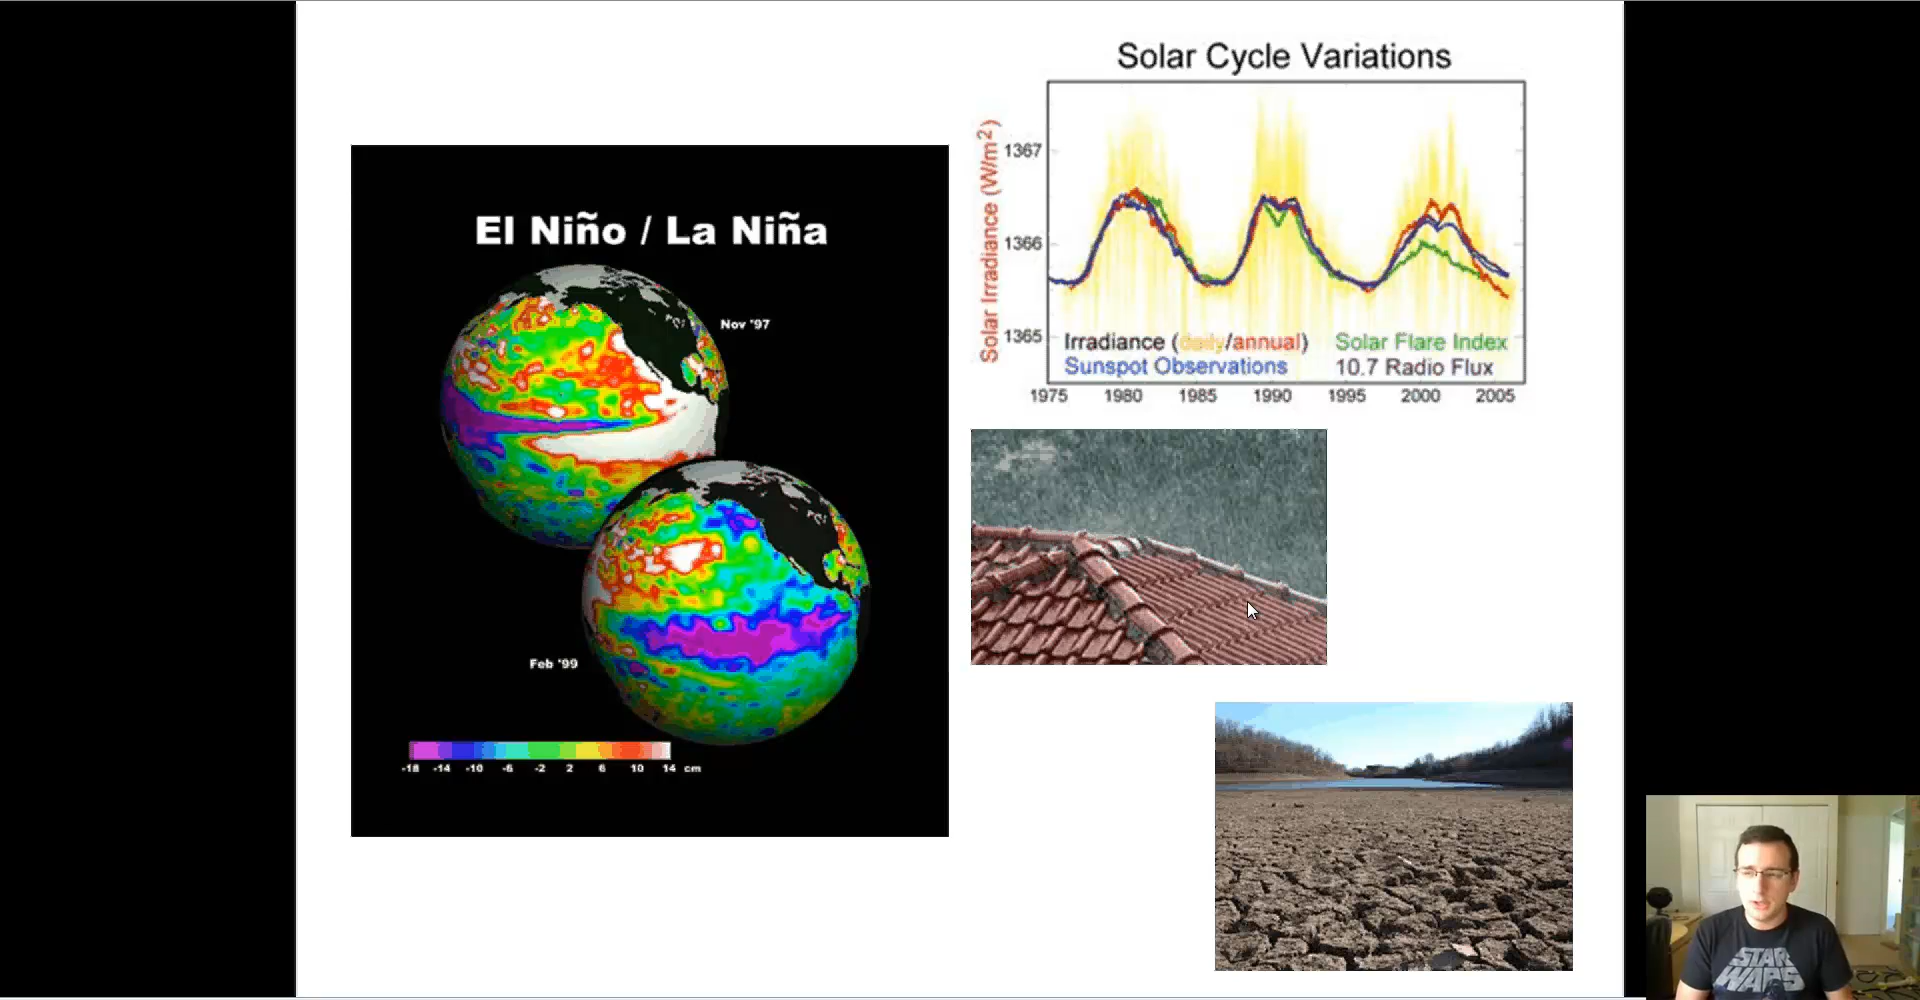 El Niño / La Niña
Nov '97
Feb '99
-18 -14 -10 -6 -2 2 6 10 14 cm
Solar Cycle Variations
Solar Irradiance (W/m²)
1367
1366
1365
Irradiance (daily/annual)
Solar Flare Index
Sunspot Observations
10.7 Radio Flux
1975 1980 1985 1990 1995 2000 2005
STAR
WARS